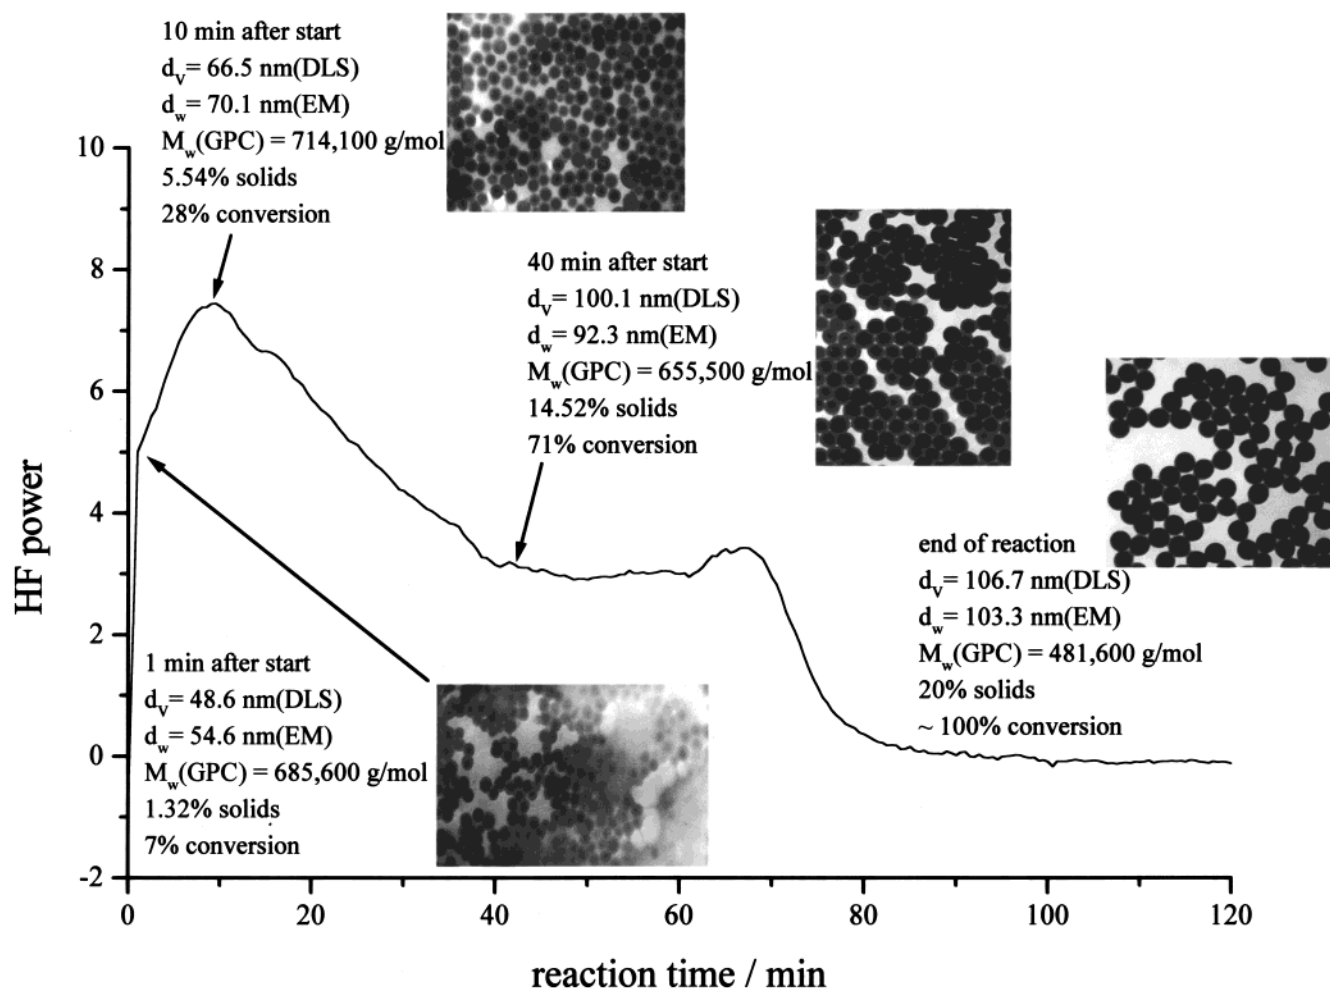 10 min after start
d_v= 66.5 nm(DLS)
d_w= 70.1 nm(EM)
M_w(GPC) = 714,100 g/mol
5.54% solids
28% conversion
40 min after start
d_v= 100.1 nm(DLS)
d_w= 92.3 nm(EM)
M_w(GPC) = 655,500 g/mol
14.52% solids
71% conversion
end of reaction
d_v= 106.7 nm(DLS)
d_w= 103.3 nm(EM)
M_w(GPC) = 481,600 g/mol
20% solids
~ 100% conversion
1 min after start
d_v= 48.6 nm(DLS)
d_w= 54.6 nm(EM)
M_w(GPC) = 685,600 g/mol
1.32% solids
7% conversion
HF power
10
8
6
4
2
0
-2
0 20 40 60 80 100 120
reaction time / min